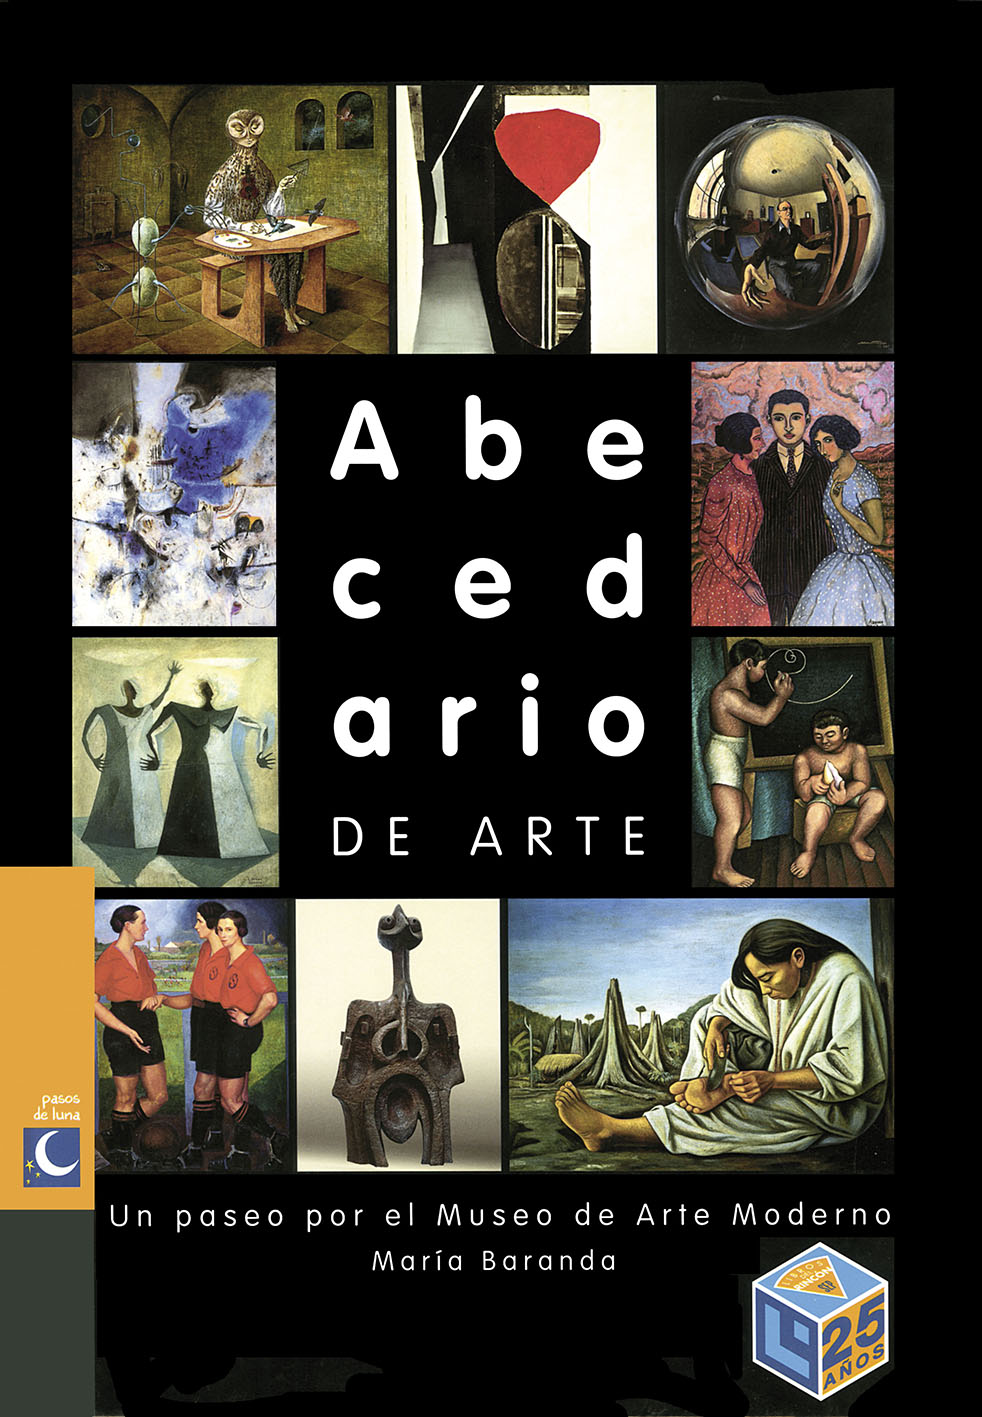 Abe
ced
ario
DE ARTE
pasos
de luna
Un paseo por el Museo de Arte Moderno
María Baranda
LIBROS
DEL
RINCÓN
SEP
25
AÑOS